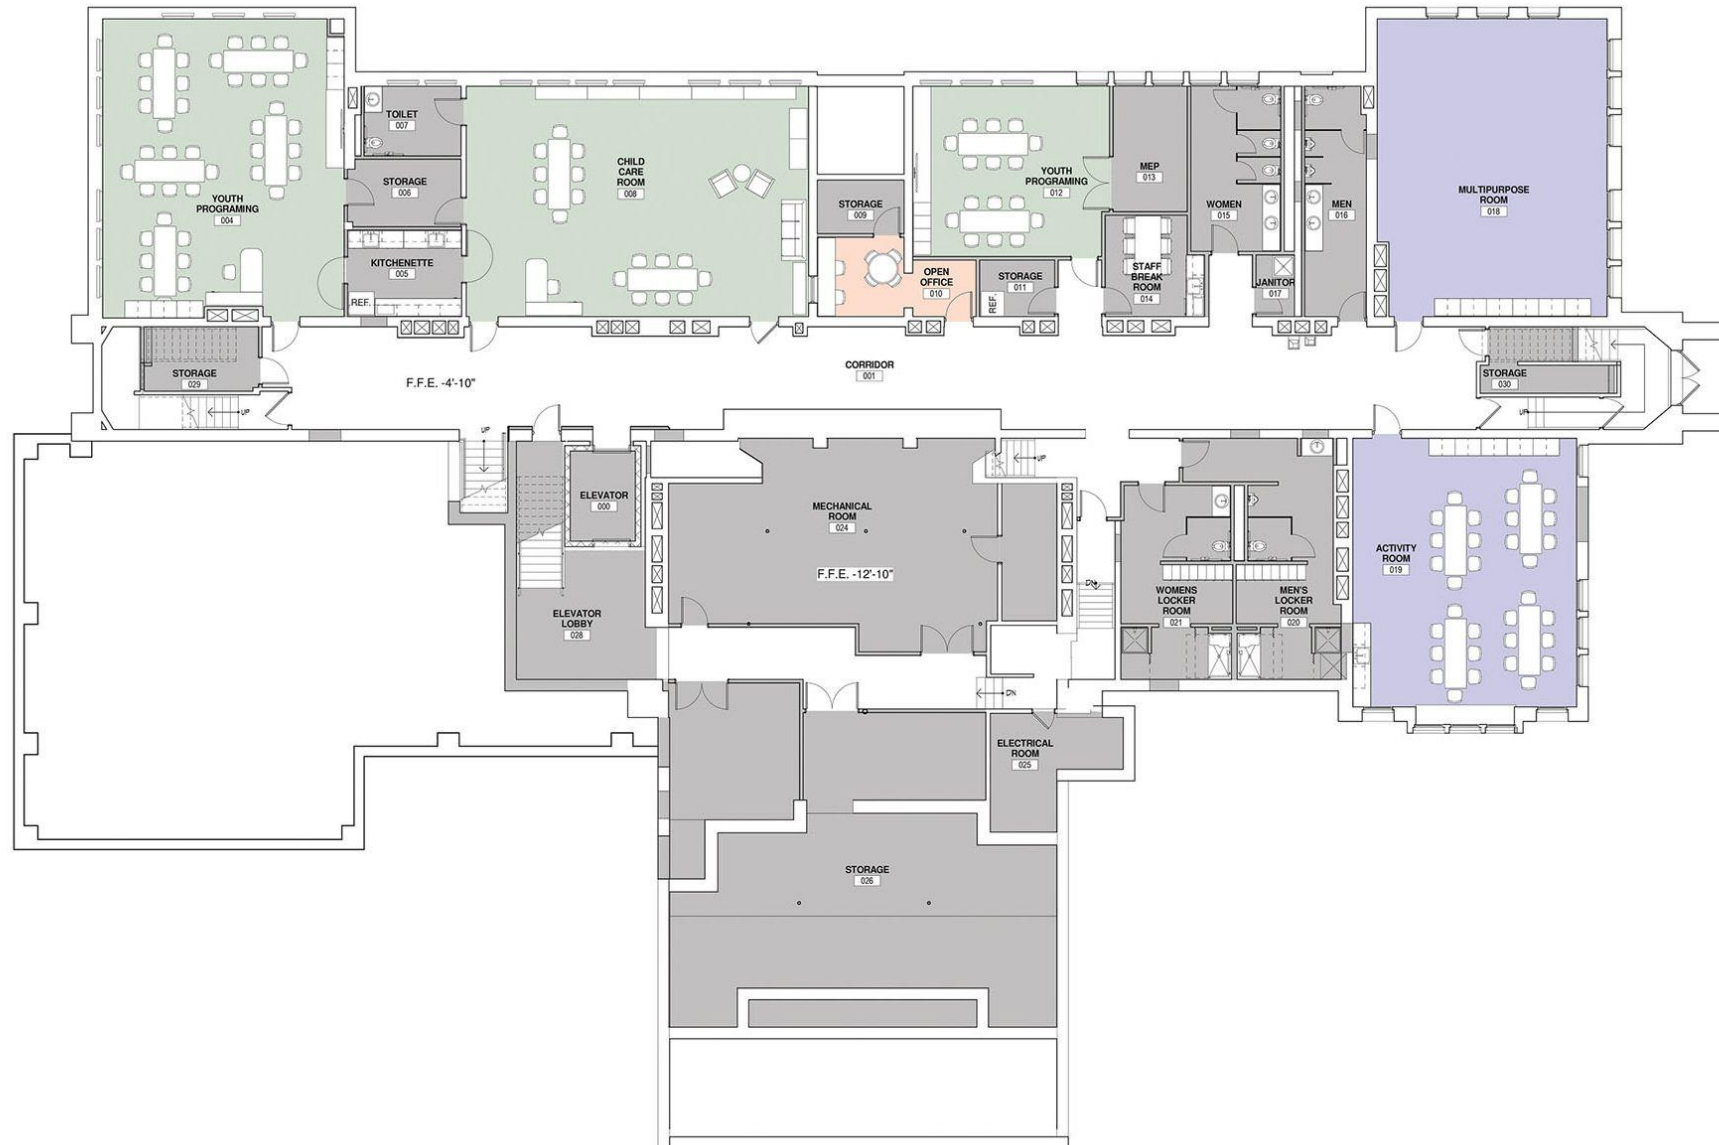 TOILET
007
STORAGE
006
YOUTH
PROGRAMING
004
KITCHENETTE
005
REF.
CHILD
CARE
ROOM
008
STORAGE
009
OPEN
OFFICE
010
YOUTH
PROGRAMING
012
MEP
013
STORAGE
011
REF.
STAFF
BREAK
ROOM
014
WOMEN
015
MEN
016
JANITOR
017
MULTIPURPOSE
ROOM
018
STORAGE
029
UP
F.F.E. -4'-10"
CORRIDOR
001
STORAGE
030
UP
UP
ELEVATOR
000
MECHANICAL
ROOM
024
UP
F.F.E. -12'-10"
ELEVATOR
LOBBY
028
DN
WOMENS
LOCKER
ROOM
021
MEN'S
LOCKER
ROOM
020
ACTIVITY
ROOM
019
DN
ELECTRICAL
ROOM
025
STORAGE
026